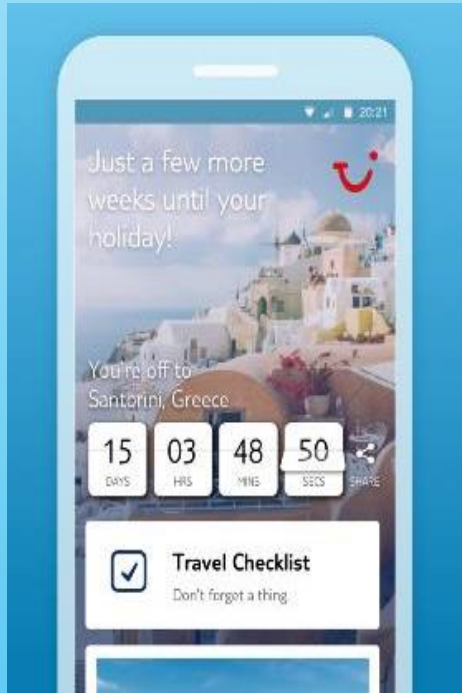 20:21
Just a few more
weeks until your
holiday!
You're off to
Santorini, Greece
15 03 48 50
DAYS HRS MINS SECS SHARE
Travel Checklist
Don't forget a thing.